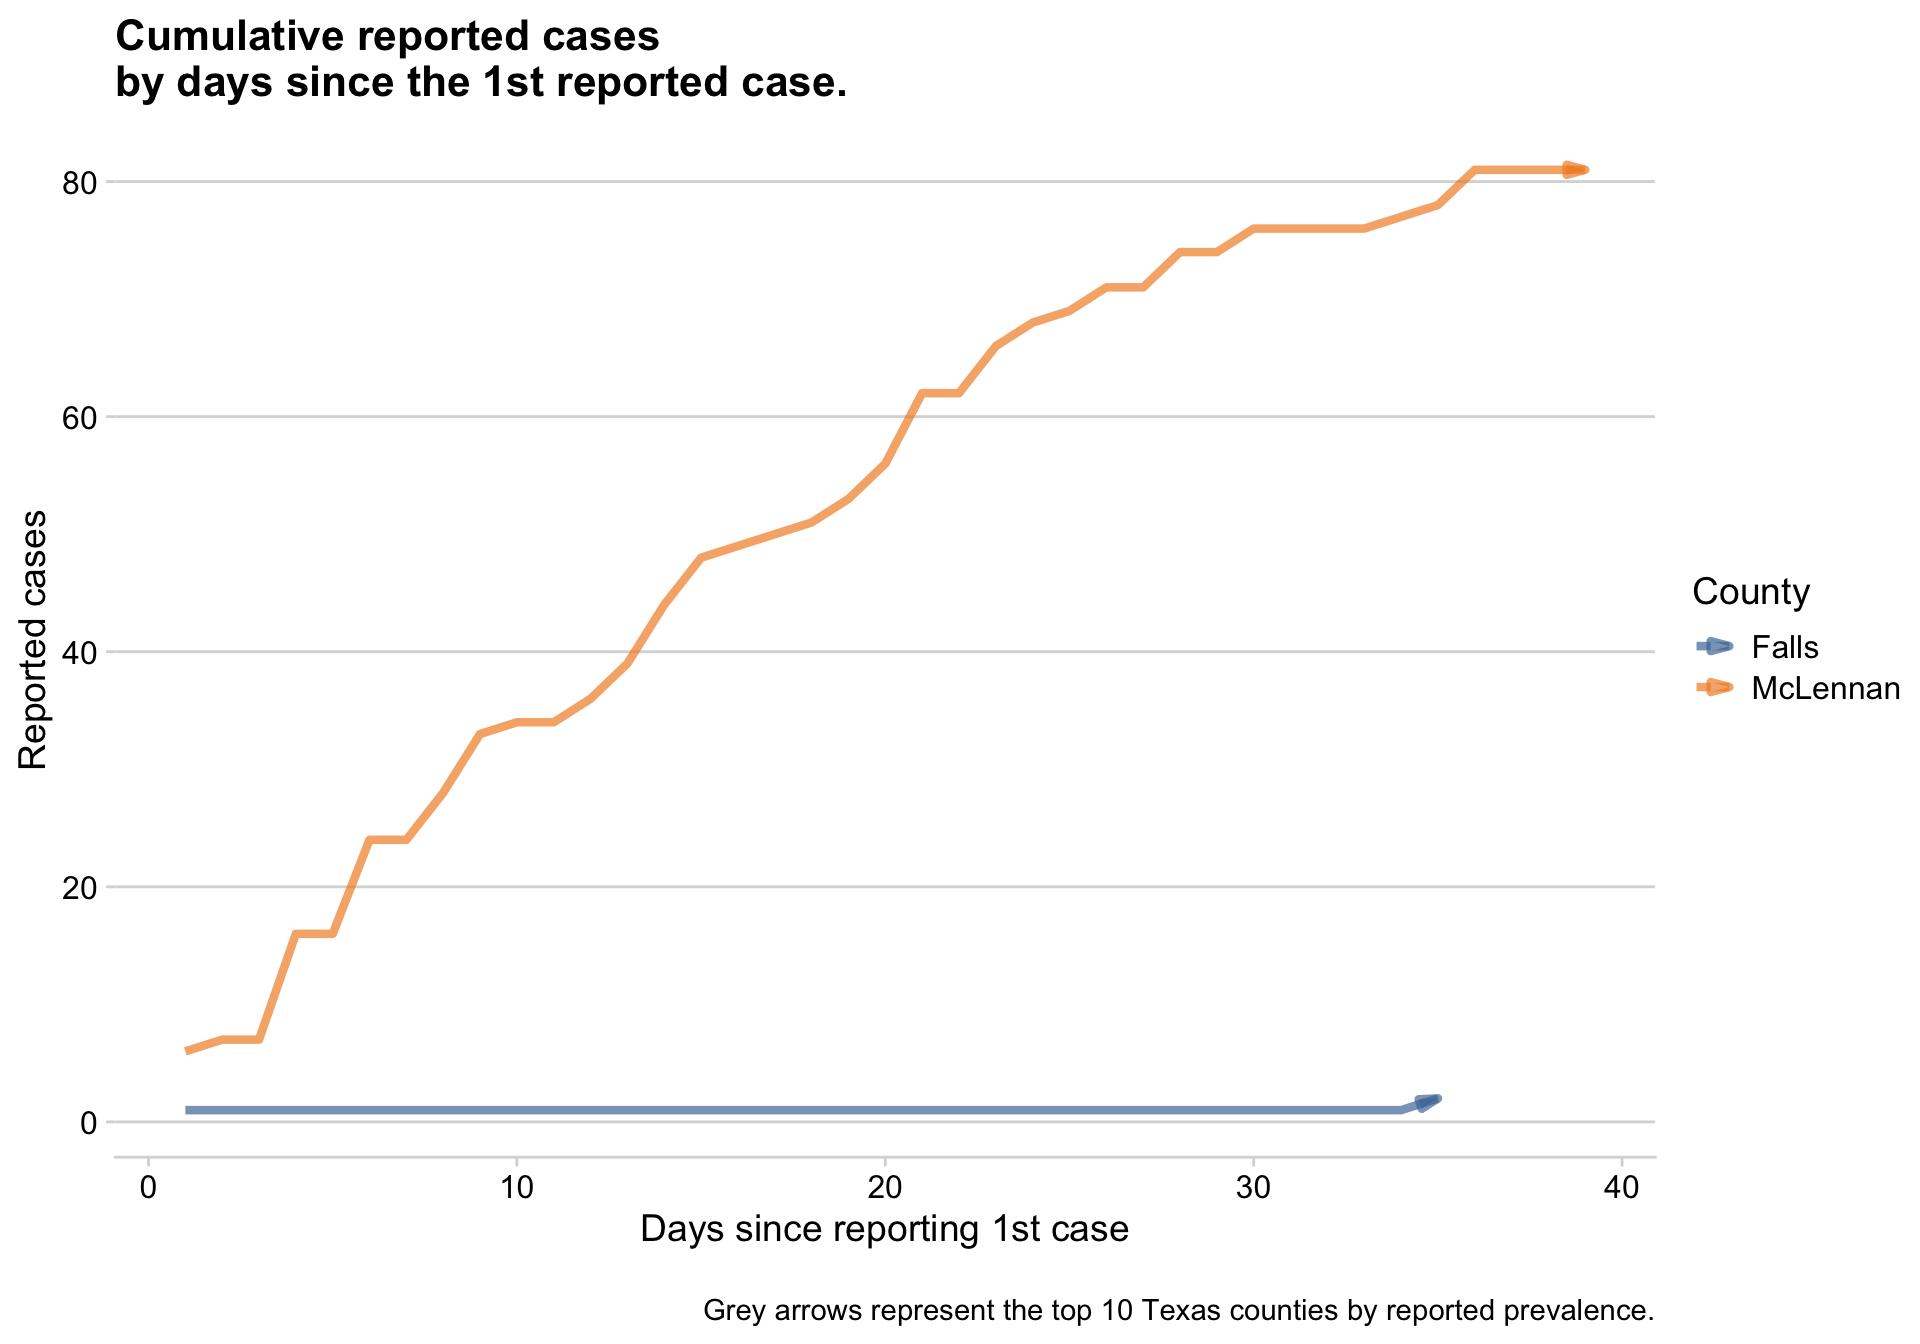 Cumulative reported cases
by days since the 1st reported case.
Reported cases
80
60
40
20
0
0 10 20 30 40
Days since reporting 1st case
County
Falls
McLennan
Grey arrows represent the top 10 Texas counties by reported prevalence.